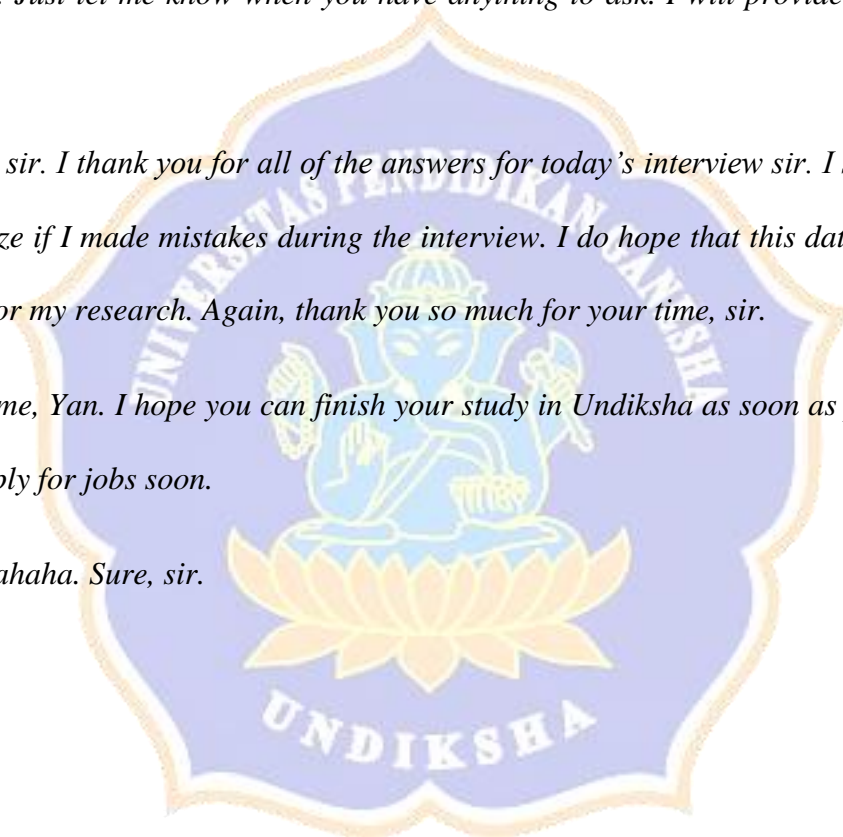 . Just let me know when you have anything to ask. I will provide
sir. I thank you for all of the answers for today’s interview sir. I
ze if I made mistakes during the interview. I do hope that this dat
or my research. Again, thank you so much for your time, sir.
me, Yan. I hope you can finish your study in Undiksha as soon as
ply for jobs soon.
ahaha. Sure, sir.
UNIVERSITAS PENDIDIKAN GANESHA
UNDIKSHA